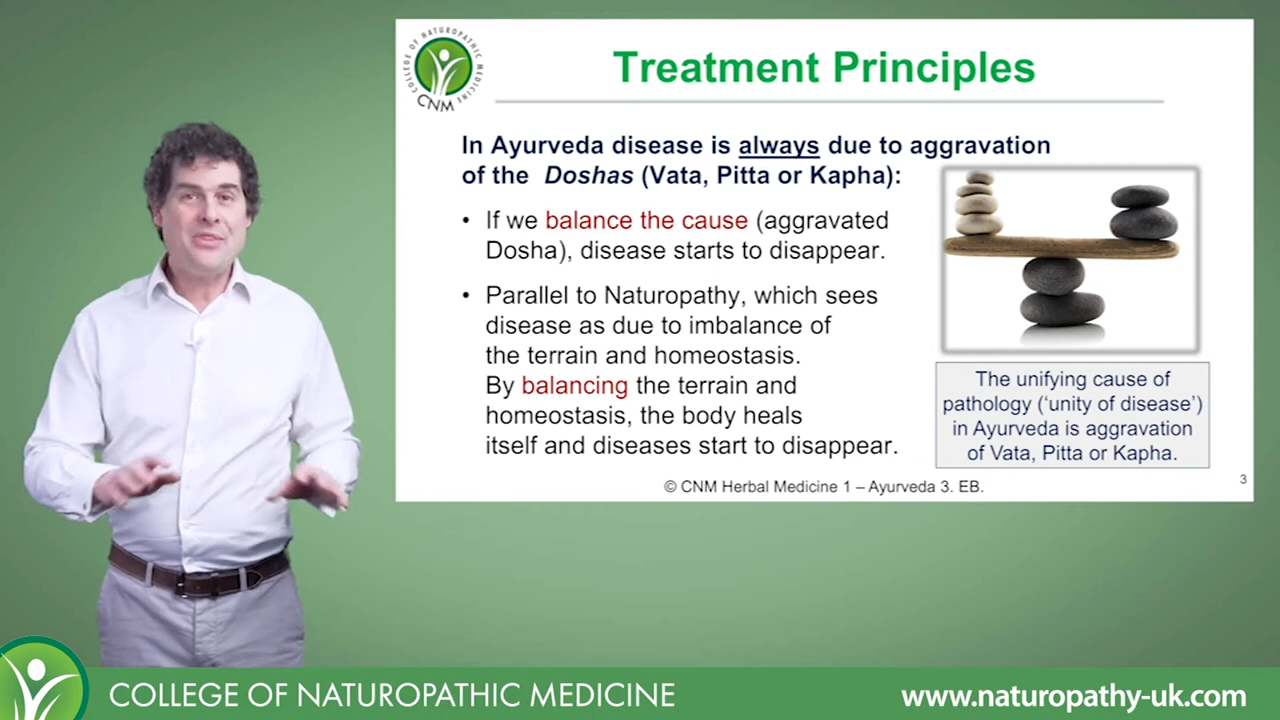 COLLEGE OF NATUROPATHIC MEDICINE
CNM
Treatment Principles
In Ayurveda disease is always due to aggravation
of the Doshas (Vata, Pitta or Kapha):
• If we balance the cause (aggravated
Dosha), disease starts to disappear.
• Parallel to Naturopathy, which sees
disease as due to imbalance of
the terrain and homeostasis.
By balancing the terrain and
homeostasis, the body heals
itself and diseases start to disappear.
The unifying cause of
pathology (‘unity of disease’)
in Ayurveda is aggravation
of Vata, Pitta or Kapha.
© CNM Herbal Medicine 1 – Ayurveda 3. EB.
3
COLLEGE OF NATUROPATHIC MEDICINE
www.naturopathy-uk.com